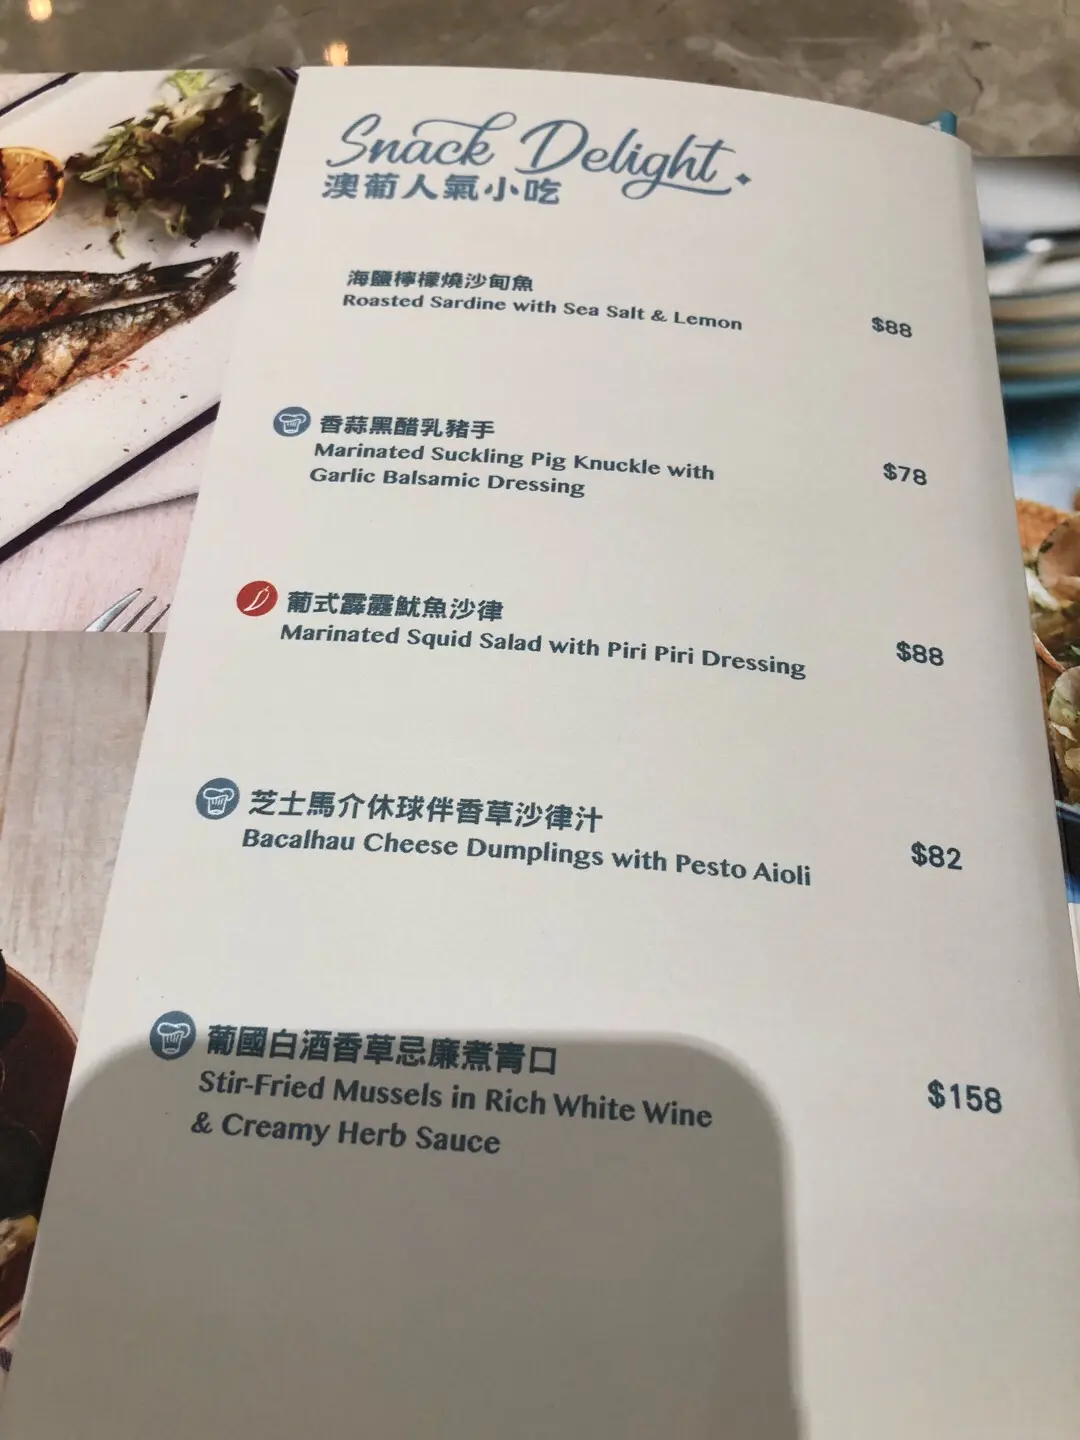 Snack Delight
澳葡人氣小吃
海鹽檸檬燒沙甸魚
Roasted Sardine with Sea Salt & Lemon
$88
香蒜黑醋乳豬手
Marinated Suckling Pig Knuckle with
Garlic Balsamic Dressing
$78
葡式霹靂魷魚沙律
Marinated Squid Salad with Piri Piri Dressing
$88
芝士馬介休球伴香草沙律汁
Bacalhau Cheese Dumplings with Pesto Aioli
$82
葡國白酒香草忌廉煮青口
Stir-Fried Mussels in Rich White Wine
& Creamy Herb Sauce
$158